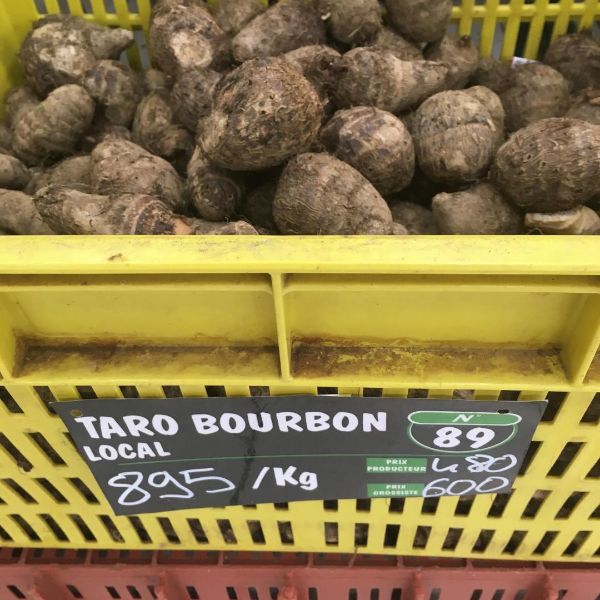 TARO BOURBON
LOCAL
895 /Kg
N°
89
PRIX
PRODUCTEUR 480
PRIX
GROSSISTE 600